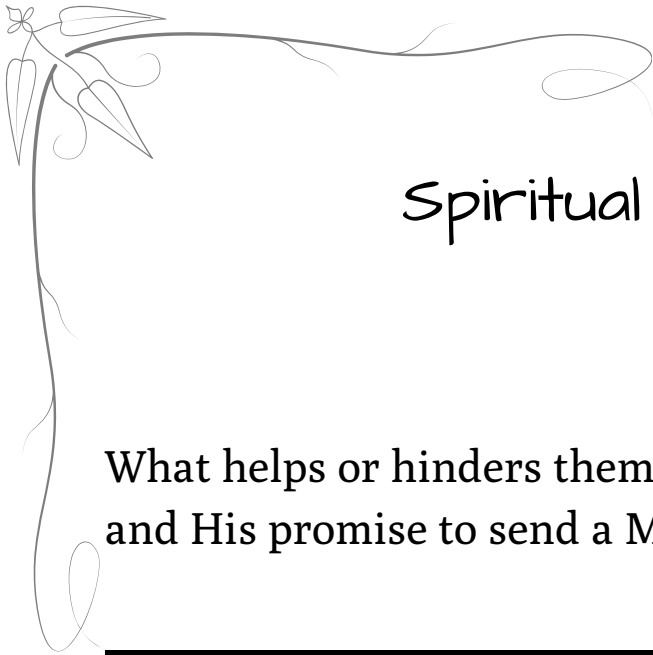 Spiritual
What helps or hinders them
and His promise to send a